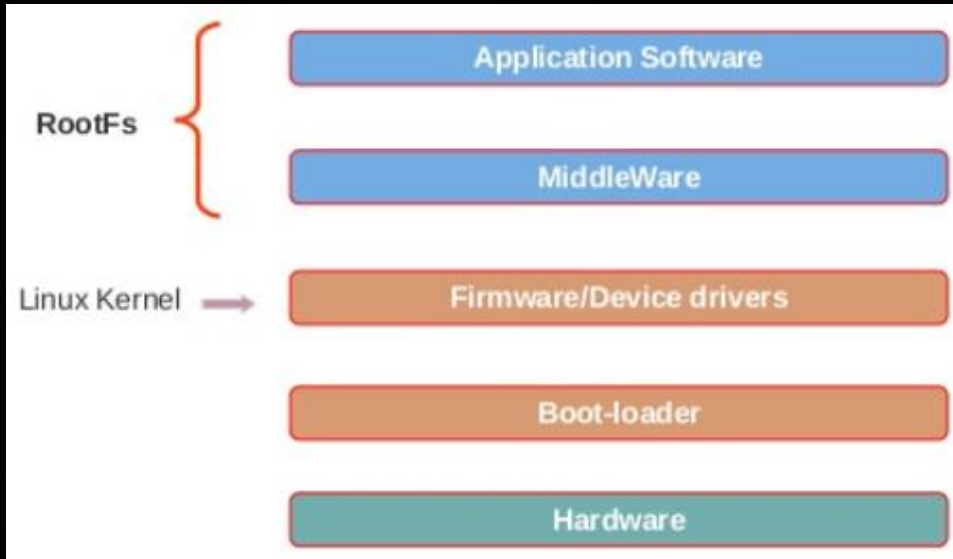 Application Software
RootFs
MiddleWare
Linux Kernel
Firmware/Device drivers
Boot-loader
Hardware